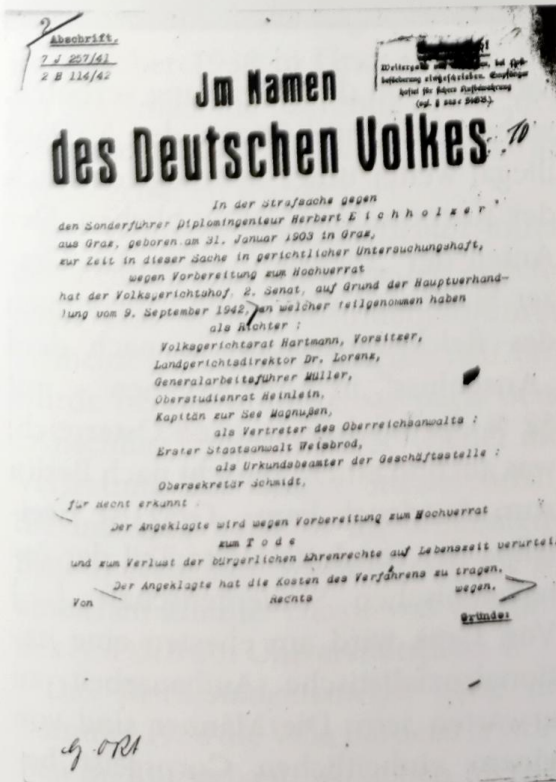 Abschrift.
7 J 257/41
2 H 114/42
Jm Namen
des Deutschen Volkes
10
In der Strafsache gegen
den Sonderführer Diplomingenieur Herbert E i c h h o l z e r
aus Graz, geboren am 31. Januar 1903 in Graz,
zur Zeit in dieser Sache in gerichtlicher Untersuchungshaft,
wegen Vorbereitung zum Hochverrat
hat der Volksgerichtshof, 2. Senat, auf Grund der Hauptverhand-
lung vom 9. September 1942, an welcher teilgenommen haben
als Richter :
Volksgerichtsrat Hartmann, Vorsitzer,
Landgerichtsdirektor Dr. Lorenz,
Generalarbeitsführer Müller,
Oberstudienrat Heinlein,
Kapitän zur See Magnußen,
als Vertreter des Oberreichsanwalts :
Erster Staatsanwalt Weisbrod,
als Urkundsbeamter der Geschäftsstelle :
Obersekretär Schmidt,
für Recht erkannt :
Der Angeklagte wird wegen Vorbereitung zum Hochverrat
zum T o d e
und zum Verlust der bürgerlichen Ehrenrechte auf Lebenszeit verurtei
Der Angeklagte hat die Kosten des Verfahrens zu tragen.
Von Rechts wegen.
Gründe: